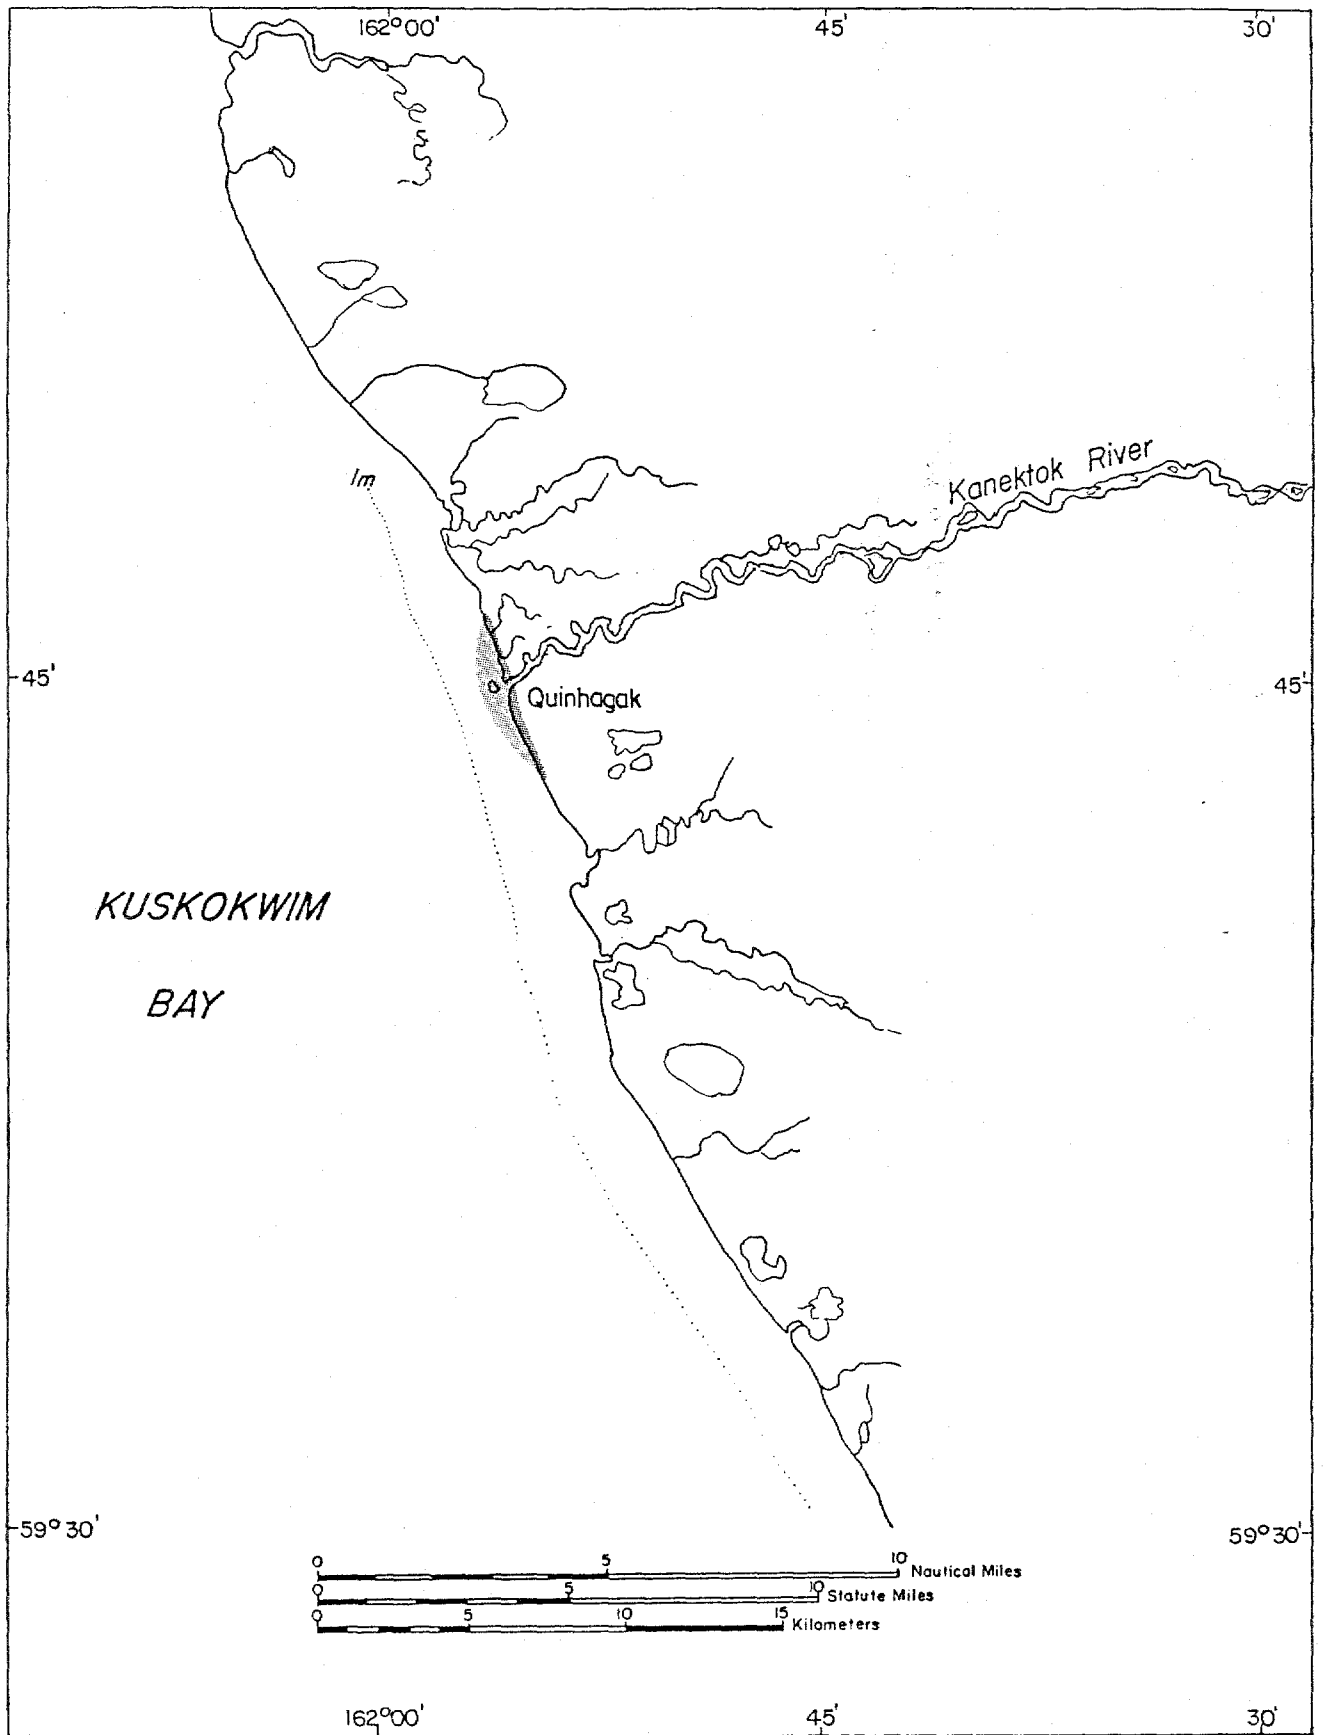 162°00' 45' 30'
Kanektok River
1m
45' 45'
Quinhagak
KUSKOKWIM
BAY
59°30' 59°30'
0 5 10 Nautical Miles
0 5 10 Statute Miles
0 5 10 15 Kilometers
162°00' 45' 30'